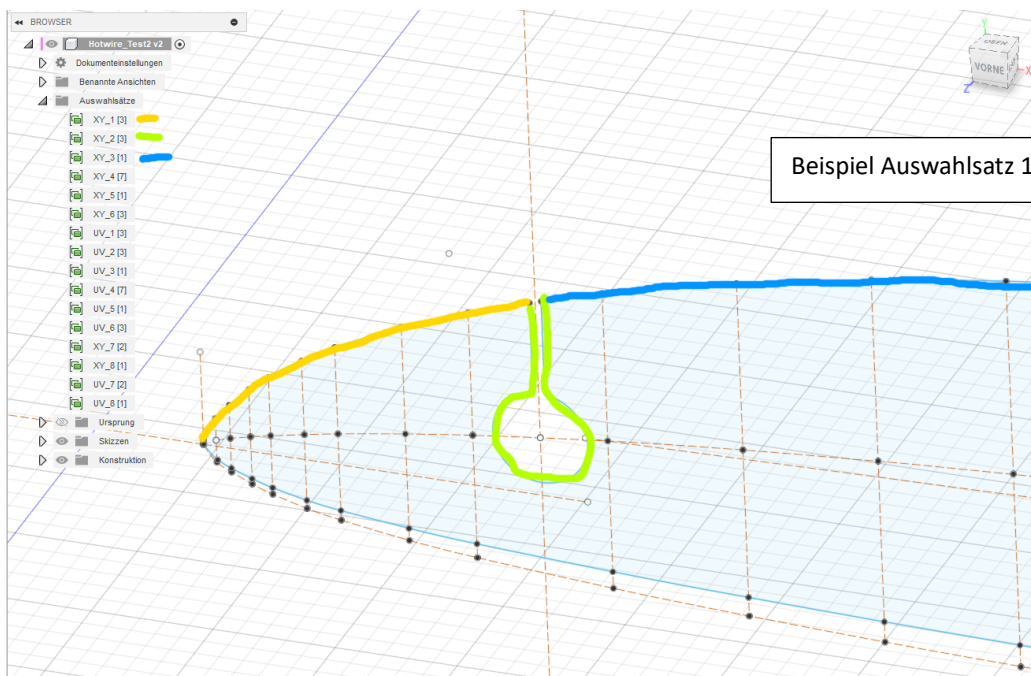 BROWSER
Hotwire_Test2 v2
Dokumenteinstellungen
Benannte Ansichten
Auswahlsätze
XY_1 [3]
XY_2 [3]
XY_3 [1]
XY_4 [7]
XY_5 [1]
XY_6 [3]
UV_1 [3]
UV_2 [3]
UV_3 [1]
UV_4 [7]
UV_5 [1]
UV_6 [3]
XY_7 [2]
XY_8 [1]
UV_7 [2]
UV_8 [1]
Ursprung
Skizzen
Konstruktion
Y
OBEN
VORNE
X
Z
Beispiel Auswahlsatz 1